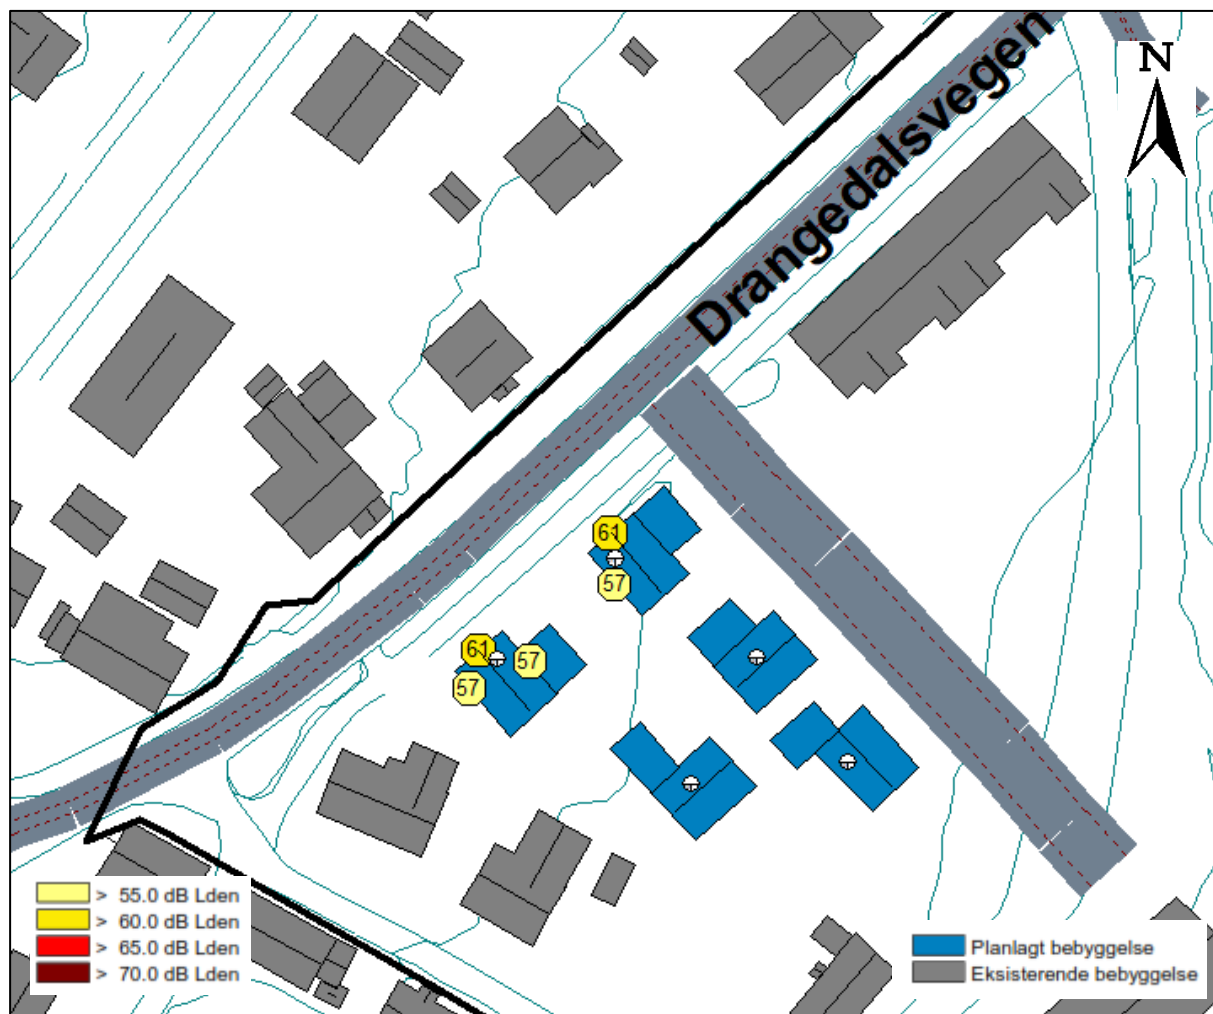 N
Drangedalsvegen
61
57
61
57
57
> 55.0 dB Lden
> 60.0 dB Lden
> 65.0 dB Lden
> 70.0 dB Lden
Planlagt bebyggelse
Eksisterende bebyggelse